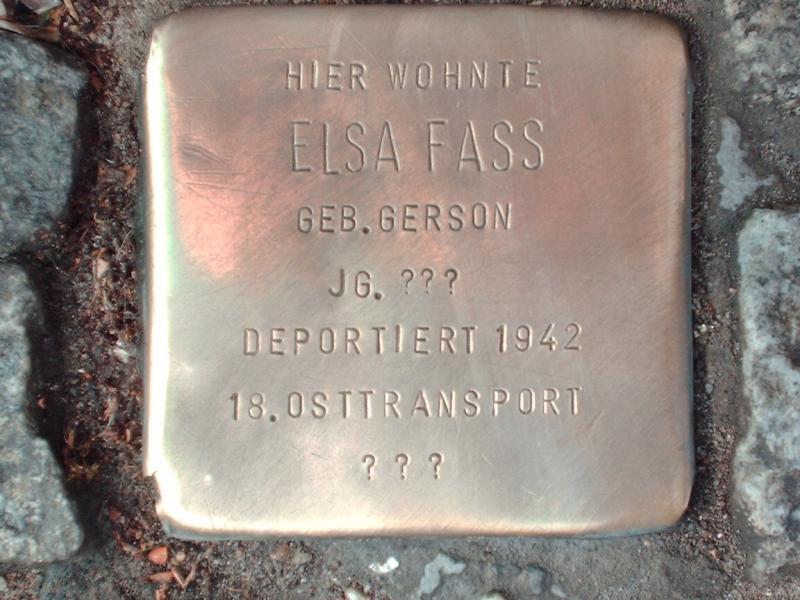 HIER WOHNTE
ELSA FASS
GEB. GERSON
JG. ???
DEPORTIERT 1942
18. OSTTRANSPORT
? ? ?